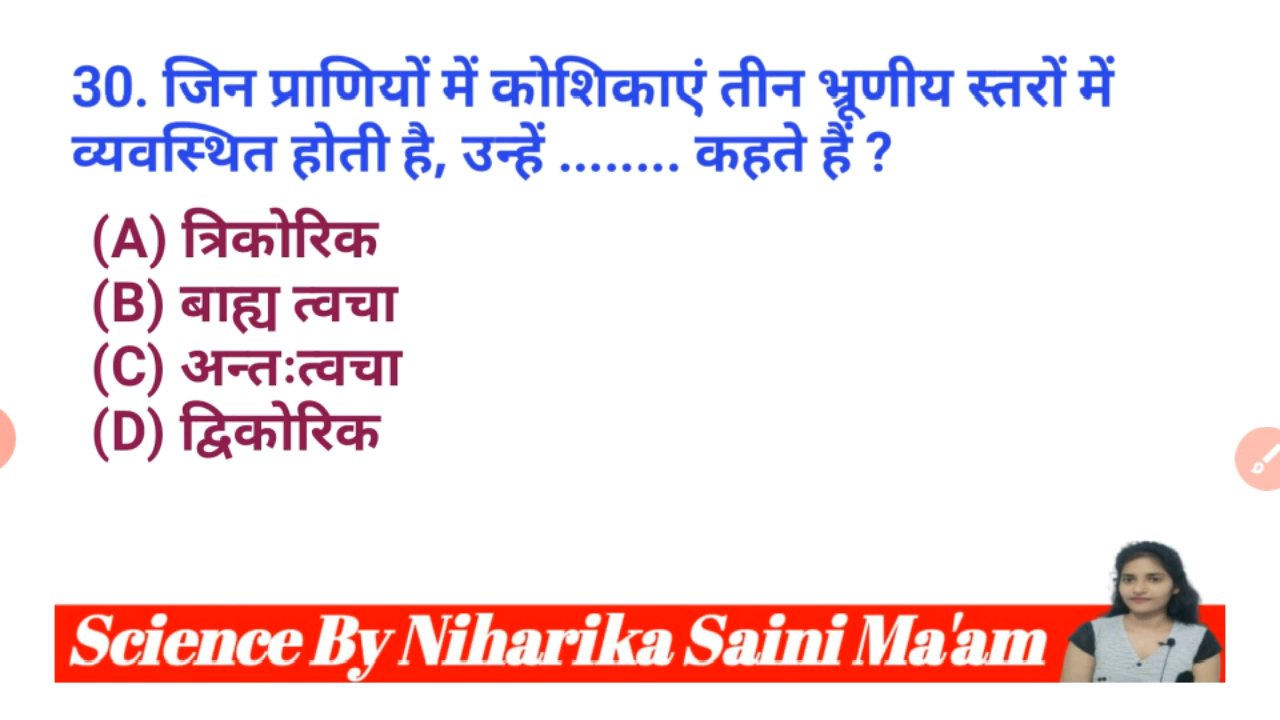 30. जिन प्राणियों में कोशिकाएं तीन भ्रूणीय स्तरों में
व्यवस्थित होती है, उन्हें ........ कहते हैं ?
(A) त्रिकोरिक
(B) बाह्य त्वचा
(C) अन्तःत्वचा
(D) द्विकोरिक
Science By Niharika Saini Ma'am